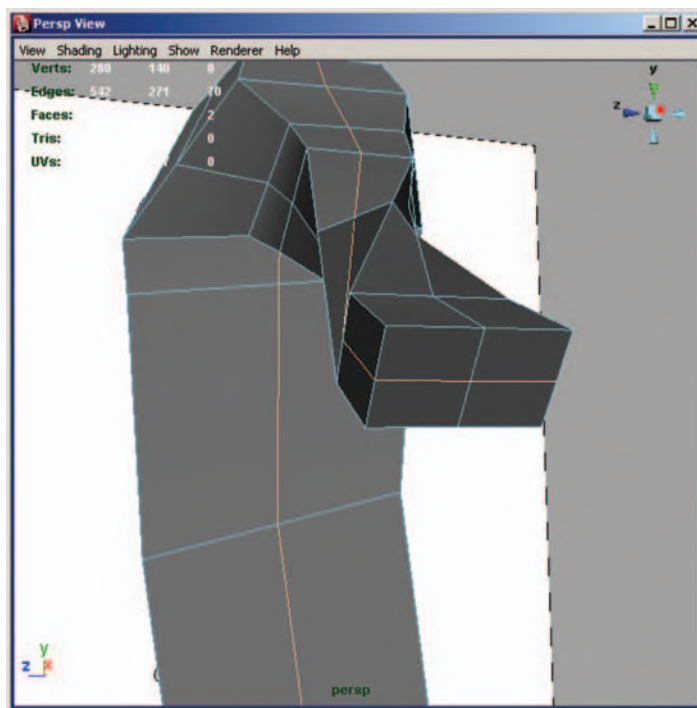 Persp View
View Shading Lighting Show Renderer Help
Verts: 280 140 0
Edges: 542 271 70
Faces: 2
Tris: 0
UVs: 0
y
z
y
z x
persp